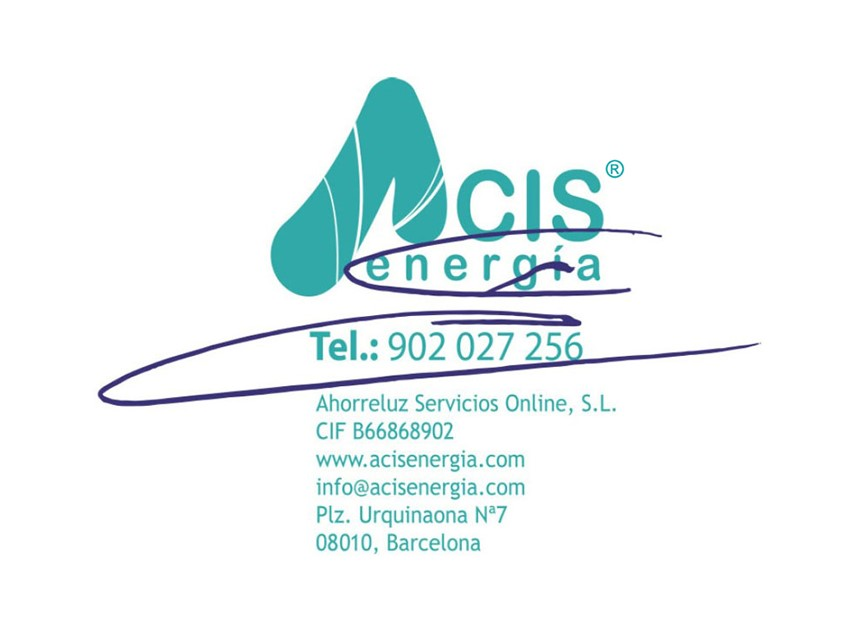 ACIS®
energía
Tel.: 902 027 256
Ahorreluz Servicios Online, S.L.
CIF B66868902
www.acisenergia.com
info@acisenergia.com
Plz. Urquinaona Nª7
08010, Barcelona